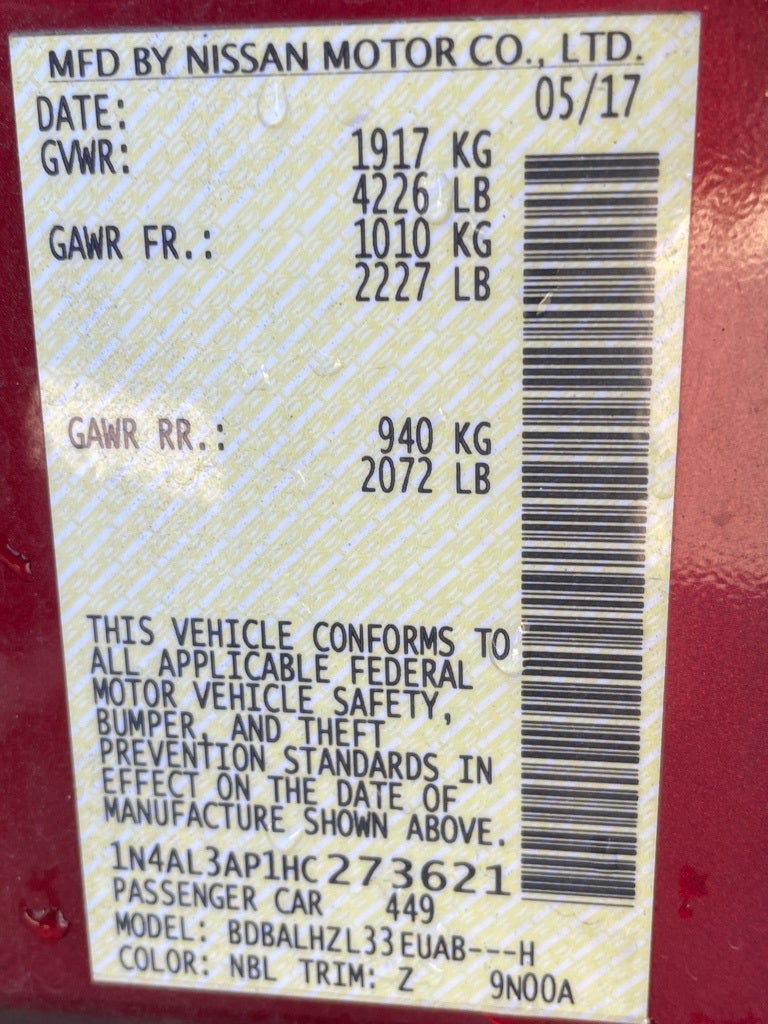 MFD BY NISSAN MOTOR CO., LTD.
DATE: 05/17
GVWR: 1917 KG
4226 LB
GAWR FR.: 1010 KG
2227 LB
GAWR RR.: 940 KG
2072 LB
THIS VEHICLE CONFORMS TO
ALL APPLICABLE FEDERAL
MOTOR VEHICLE SAFETY,
BUMPER, AND THEFT
PREVENTION STANDARDS IN
EFFECT ON THE DATE OF
MANUFACTURE SHOWN ABOVE.
1N4AL3AP1HC273621
PASSENGER CAR 449
MODEL: BDBALHZL33EUAB---H
COLOR: NBL TRIM: Z 9N00A